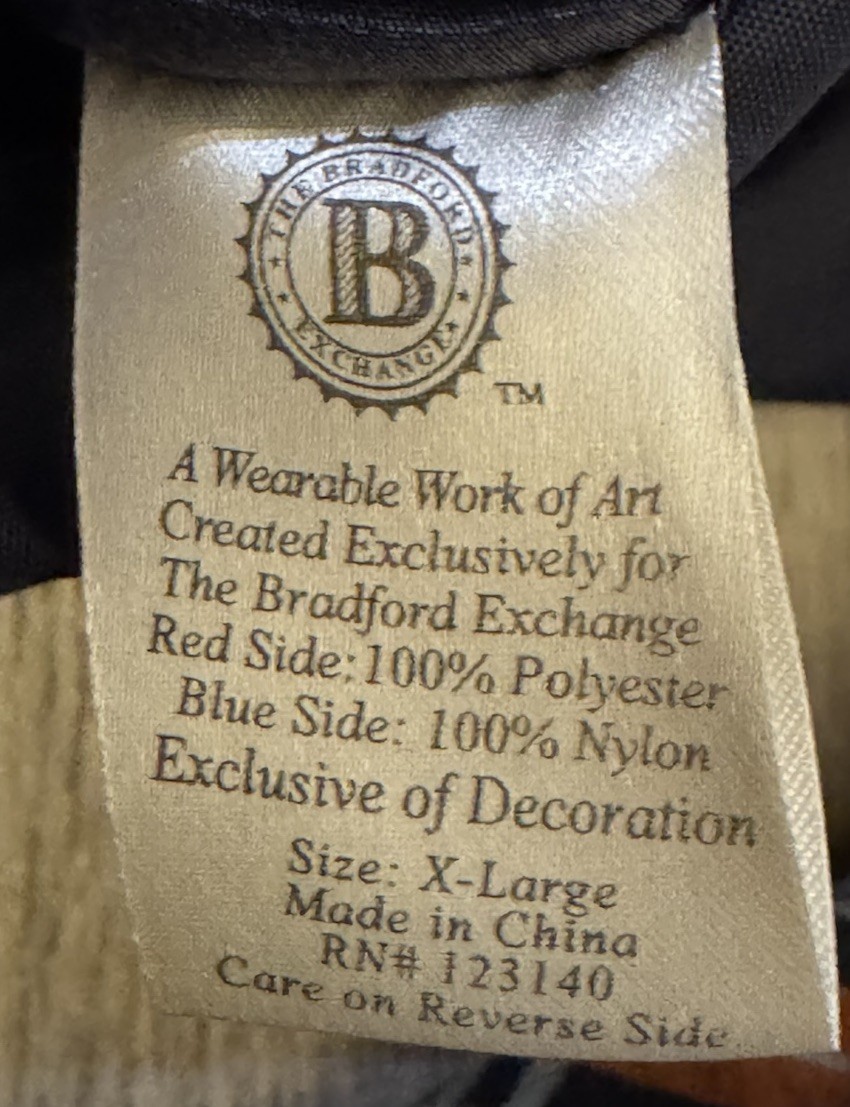 THE BRADFORD
B
EXCHANGE
TM
A Wearable Work of Art
Created Exclusively for
The Bradford Exchange
Red Side:100% Polyester
Blue Side: 100% Nylon
Exclusive of Decoration
Size: X-Large
Made in China
RN# 123140
Care on Reverse Side